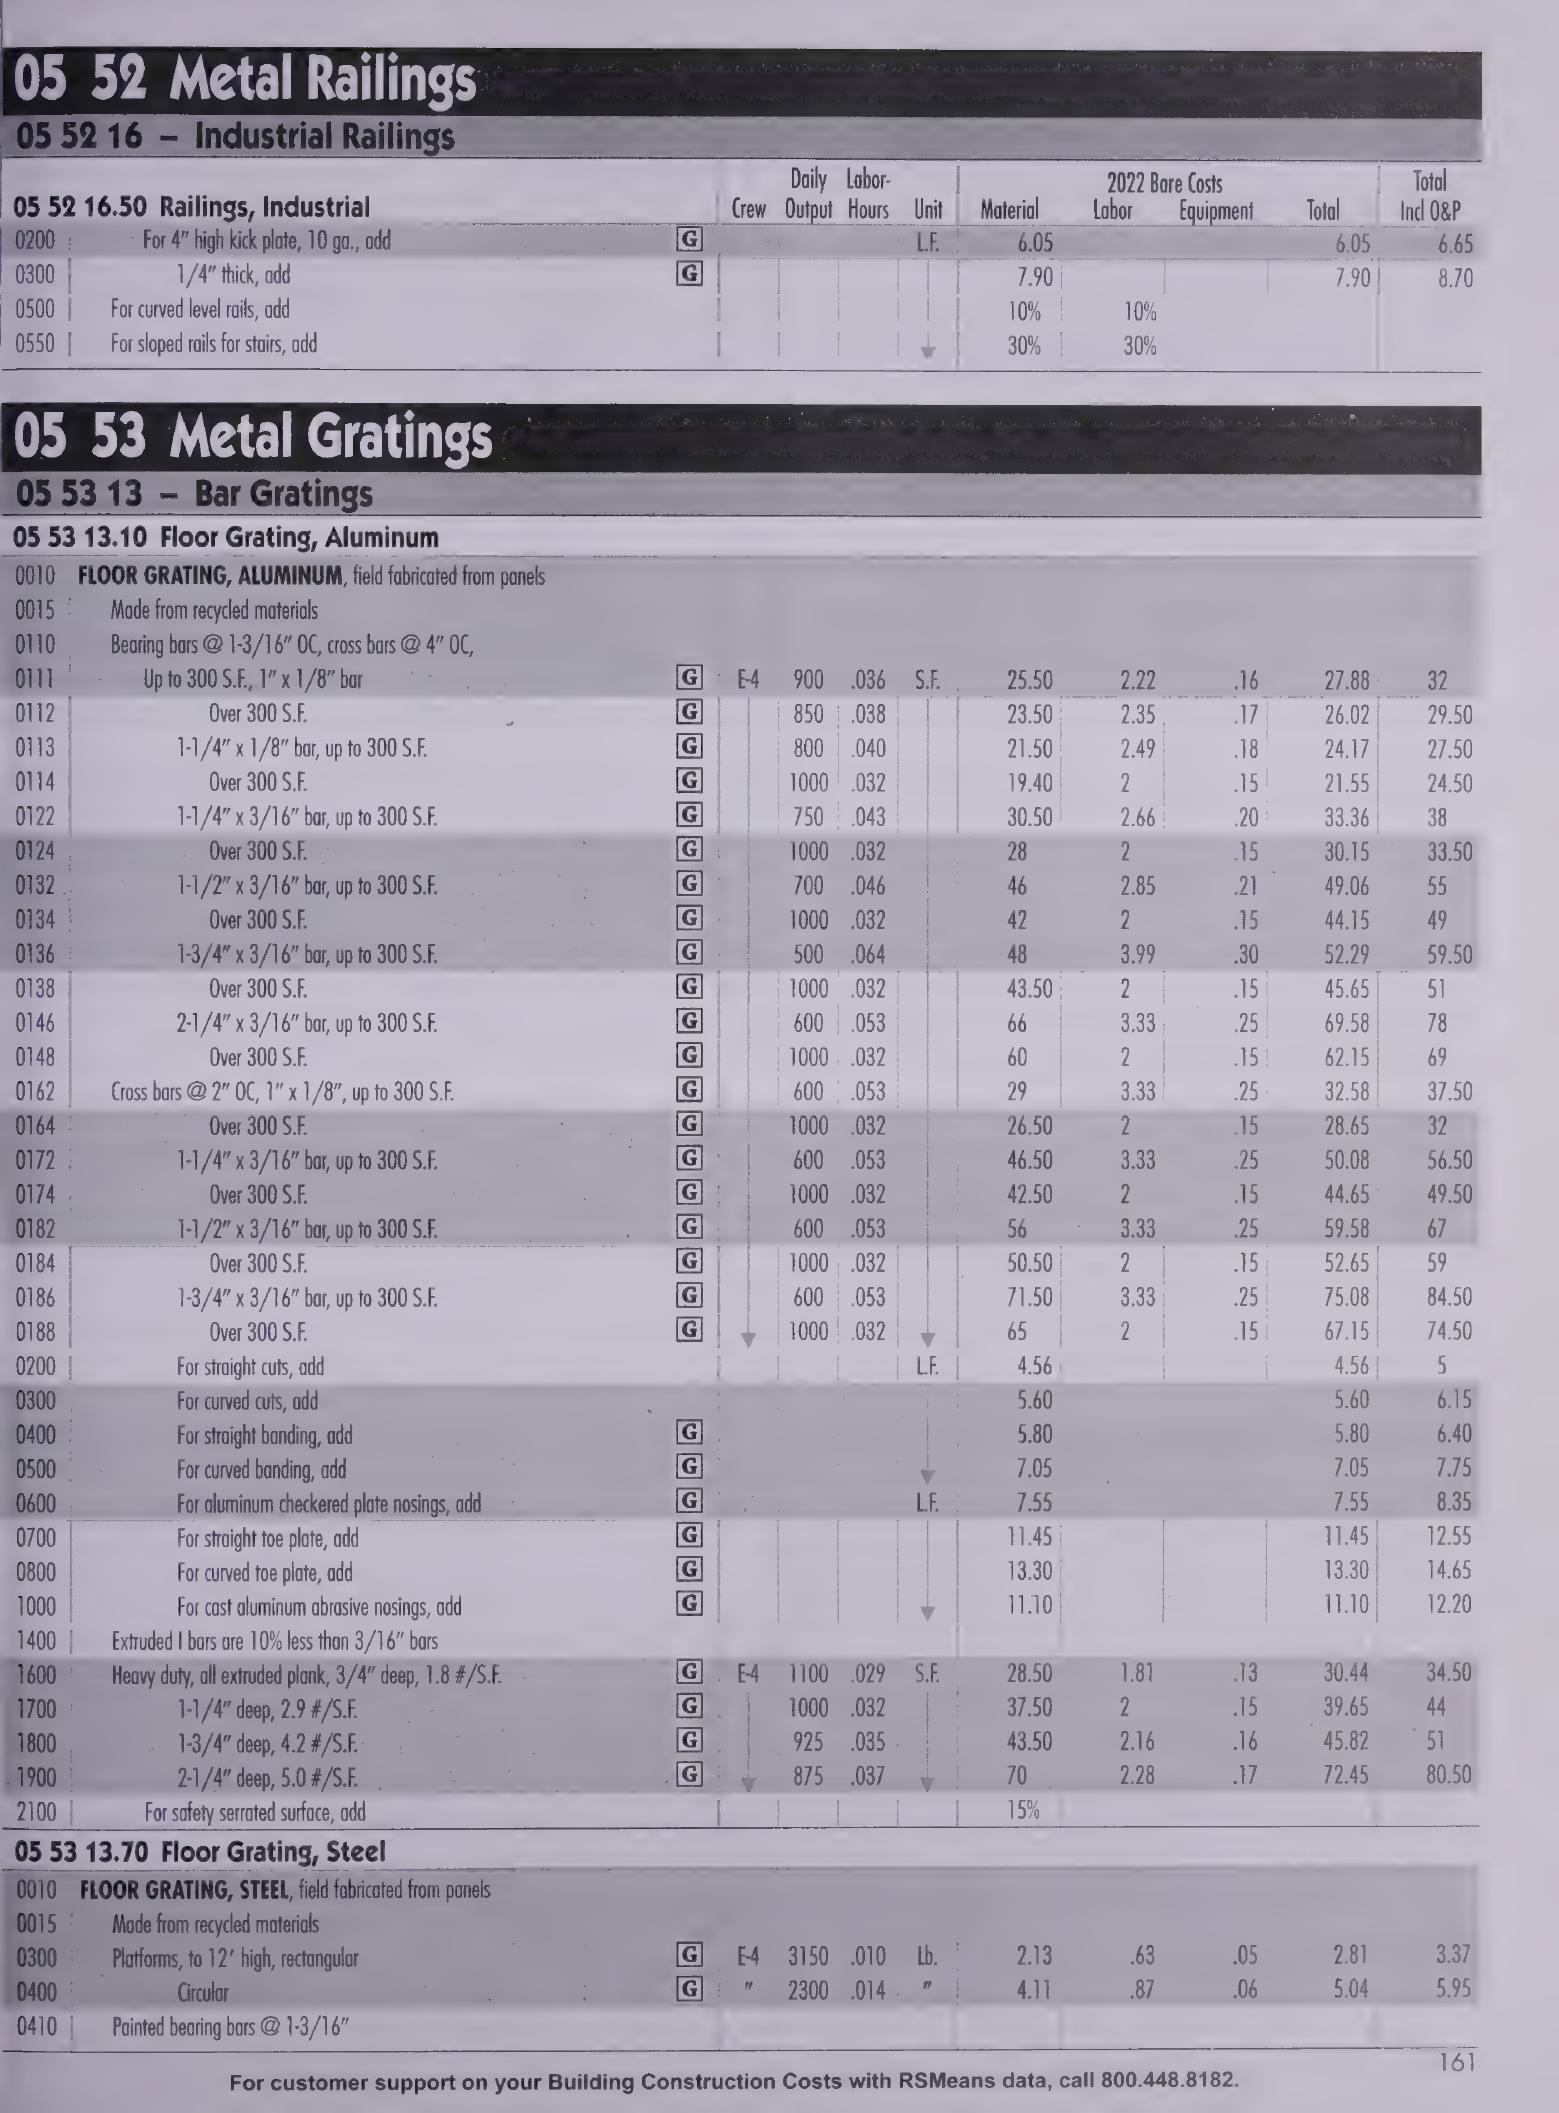 05 52 Metal Railings
05 52 16 – Industrial Railings
Daily Labor- 2022 Bare Costs Total
05 52 16.50 Railings, Industrial Crew Output Hours Unit Material Labor Equipment Total Incl O&P
0200 For 4" high kick plate, 10 ga., add G L.F. 6.05 6.05 6.65
0300 1/4" thick, add G 7.90 7.90 8.70
0500 For curved level rails, add 10% 10%
0550 For sloped rails for stairs, add 30% 30%
05 53 Metal Gratings
05 53 13 – Bar Gratings
05 53 13.10 Floor Grating, Aluminum
0010 FLOOR GRATING, ALUMINUM, field fabricated from panels
0015 Made from recycled materials
0110 Bearing bars @ 1-3/16" OC, cross bars @ 4" OC,
0111 Up to 300 S.F., 1" x 1/8" bar G E-4 900 .036 S.F. 25.50 2.22 .16 27.88 32
0112 Over 300 S.F. G 850 .038 23.50 2.35 .17 26.02 29.50
0113 1-1/4" x 1/8" bar, up to 300 S.F. G 800 .040 21.50 2.49 .18 24.17 27.50
0114 Over 300 S.F. G 1000 .032 19.40 2 .15 21.55 24.50
0122 1-1/4" x 3/16" bar, up to 300 S.F. G 750 .043 30.50 2.66 .20 33.36 38
0124 Over 300 S.F. G 1000 .032 28 2 .15 30.15 33.50
0132 1-1/2" x 3/16" bar, up to 300 S.F. G 700 .046 46 2.85 .21 49.06 55
0134 Over 300 S.F. G 1000 .032 42 2 .15 44.15 49
0136 1-3/4" x 3/16" bar, up to 300 S.F. G 500 .064 48 3.99 .30 52.29 59.50
0138 Over 300 S.F. G 1000 .032 43.50 2 .15 45.65 51
0146 2-1/4" x 3/16" bar, up to 300 S.F. G 600 .053 66 3.33 .25 69.58 78
0148 Over 300 S.F. G 1000 .032 60 2 .15 62.15 69
0162 Cross bars @ 2" OC, 1" x 1/8", up to 300 S.F. G 600 .053 29 3.33 .25 32.58 37.50
0164 Over 300 S.F. G 1000 .032 26.50 2 .15 28.65 32
0172 1-1/4" x 3/16" bar, up to 300 S.F. G 600 .053 46.50 3.33 .25 50.08 56.50
0174 Over 300 S.F. G 1000 .032 42.50 2 .15 44.65 49.50
0182 1-1/2" x 3/16" bar, up to 300 S.F. G 600 .053 56 3.33 .25 59.58 67
0184 Over 300 S.F. G 1000 .032 50.50 2 .15 52.65 59
0186 1-3/4" x 3/16" bar, up to 300 S.F. G 600 .053 71.50 3.33 .25 75.08 84.50
0188 Over 300 S.F. G 1000 .032 65 2 .15 67.15 74.50
0200 For straight cuts, add L.F. 4.56 4.56 5
0300 For curved cuts, add 5.60 5.60 6.15
0400 For straight banding, add G 5.80 5.80 6.40
0500 For curved banding, add G 7.05 7.05 7.75
0600 For aluminum checkered plate nosings, add G L.F. 7.55 7.55 8.35
0700 For straight toe plate, add G 11.45 11.45 12.55
0800 For curved toe plate, add G 13.30 13.30 14.65
1000 For cast aluminum abrasive nosings, add G 11.10 11.10 12.20
1400 Extruded I bars are 10% less than 3/16" bars
1600 Heavy duty, all extruded plank, 3/4" deep, 1.8 #/S.F. G E-4 1100 .029 S.F. 28.50 1.81 .13 30.44 34.50
1700 1-1/4" deep, 2.9 #/S.F. G 1000 .032 37.50 2 .15 39.65 44
1800 1-3/4" deep, 4.2 #/S.F. G 925 .035 43.50 2.16 .16 45.82 51
1900 2-1/4" deep, 5.0 #/S.F. G 875 .037 70 2.28 .17 72.45 80.50
2100 For safety serrated surface, add 15%
05 53 13.70 Floor Grating, Steel
0010 FLOOR GRATING, STEEL, field fabricated from panels
0015 Made from recycled materials
0300 Platforms, to 12' high, rectangular G E-4 3150 .010 Lb. 2.13 .63 .05 2.81 3.37
0400 Circular G " 2300 .014 " 4.11 .87 .06 5.04 5.95
0410 Painted bearing bars @ 1-3/16"
161
For customer support on your Building Construction Costs with RSMeans data, call 800.448.8182.